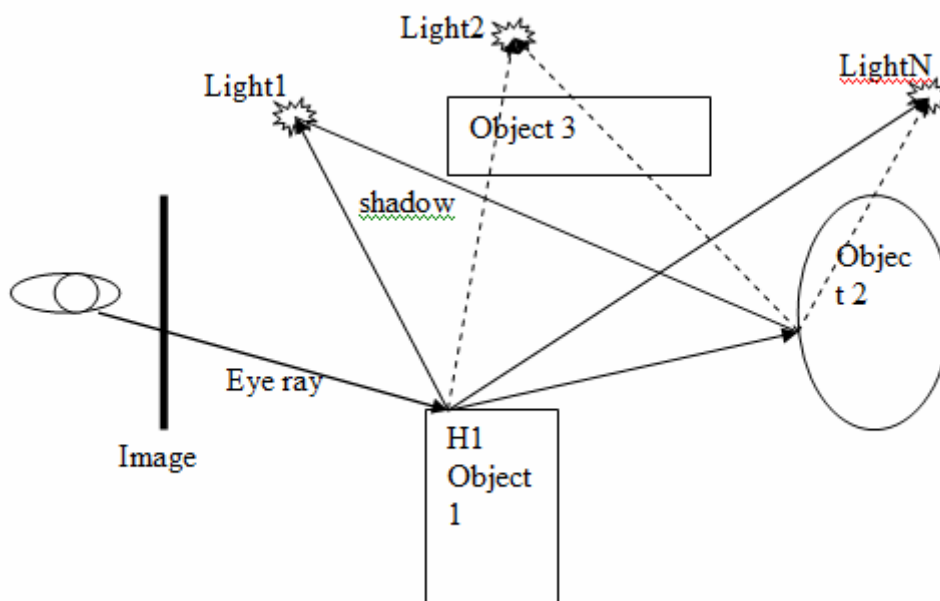 Light2
LightN
Light1
Object 3
shadow
Objec
t 2
Eye ray
H1
Object
1
Image